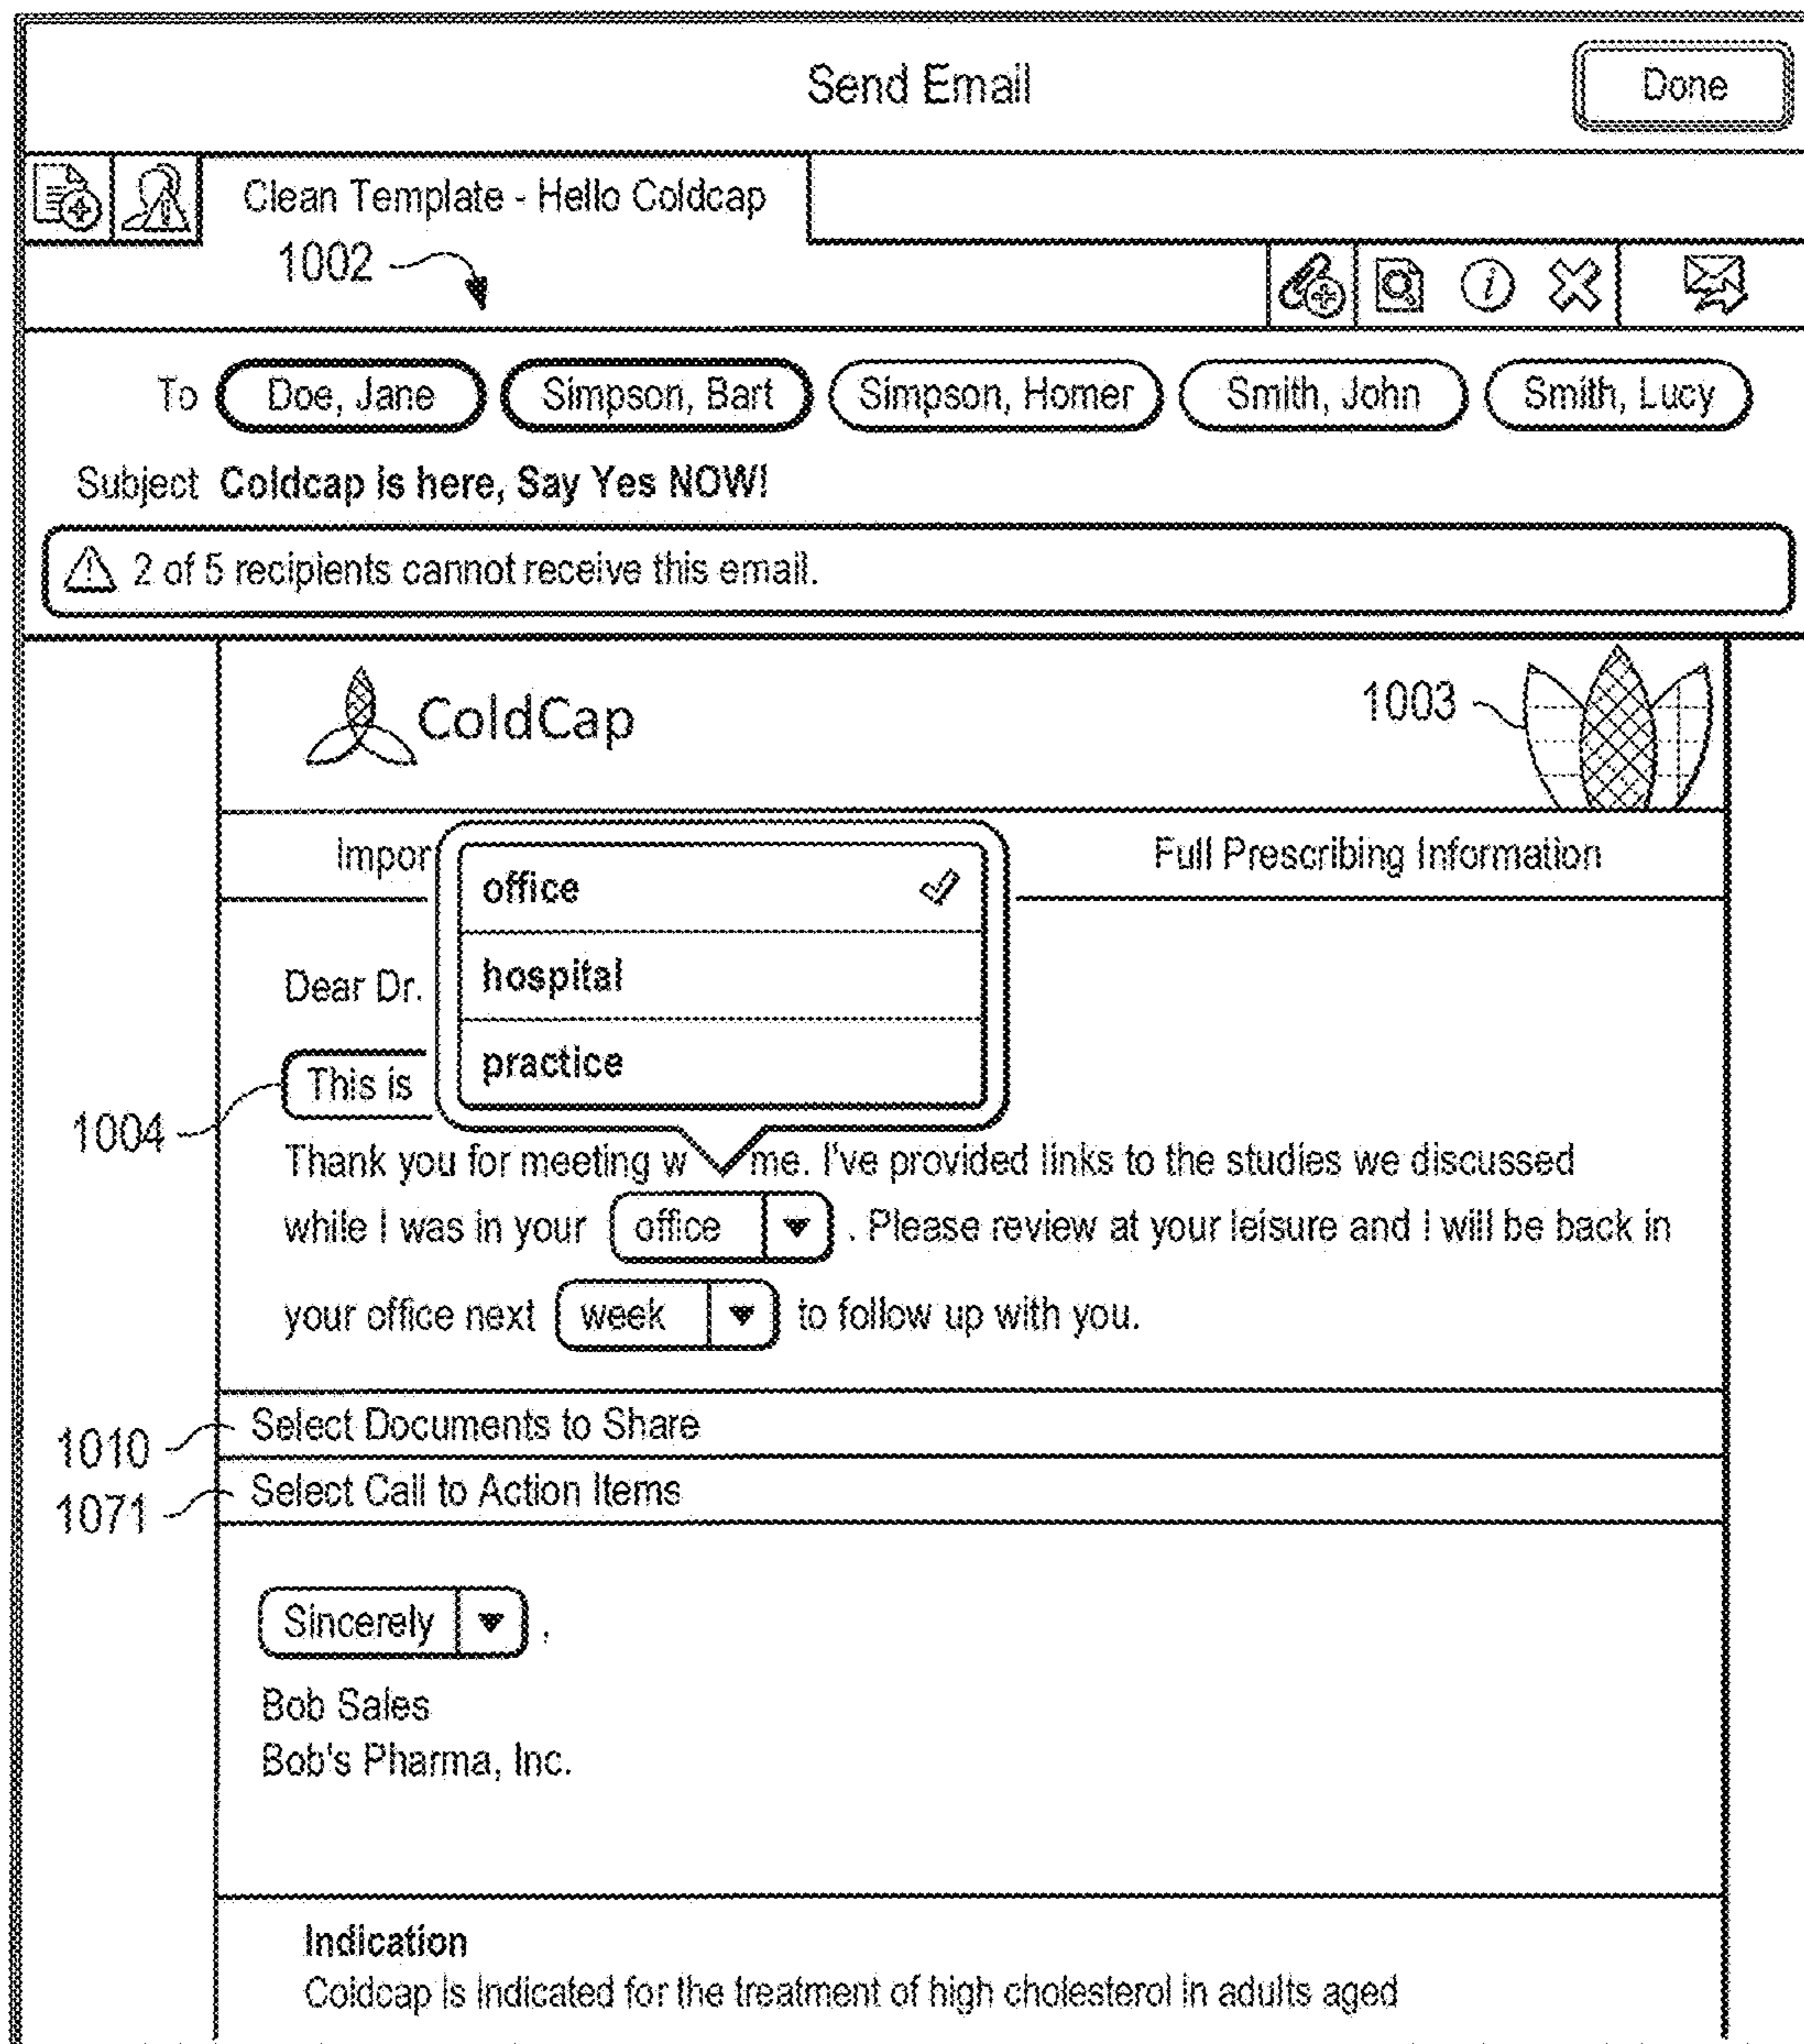 Send Email
Done
Clean Template - Hello Coldcap
1002
To Doe, Jane Simpson, Bart Simpson, Homer Smith, John Smith, Lucy
Subject Coldcap is here, Say Yes NOW!
2 of 5 recipients cannot receive this email.
ColdCap
1003
Impor
Full Prescribing Information
office
hospital
practice
Dear Dr.
This is
1004
Thank you for meeting w me. I've provided links to the studies we discussed
while I was in your office . Please review at your leisure and I will be back in
your office next week to follow up with you.
1010 Select Documents to Share
1071 Select Call to Action Items
Sincerely ,
Bob Sales
Bob's Pharma, Inc.
Indication
Coldcap is indicated for the treatment of high cholesterol in adults aged